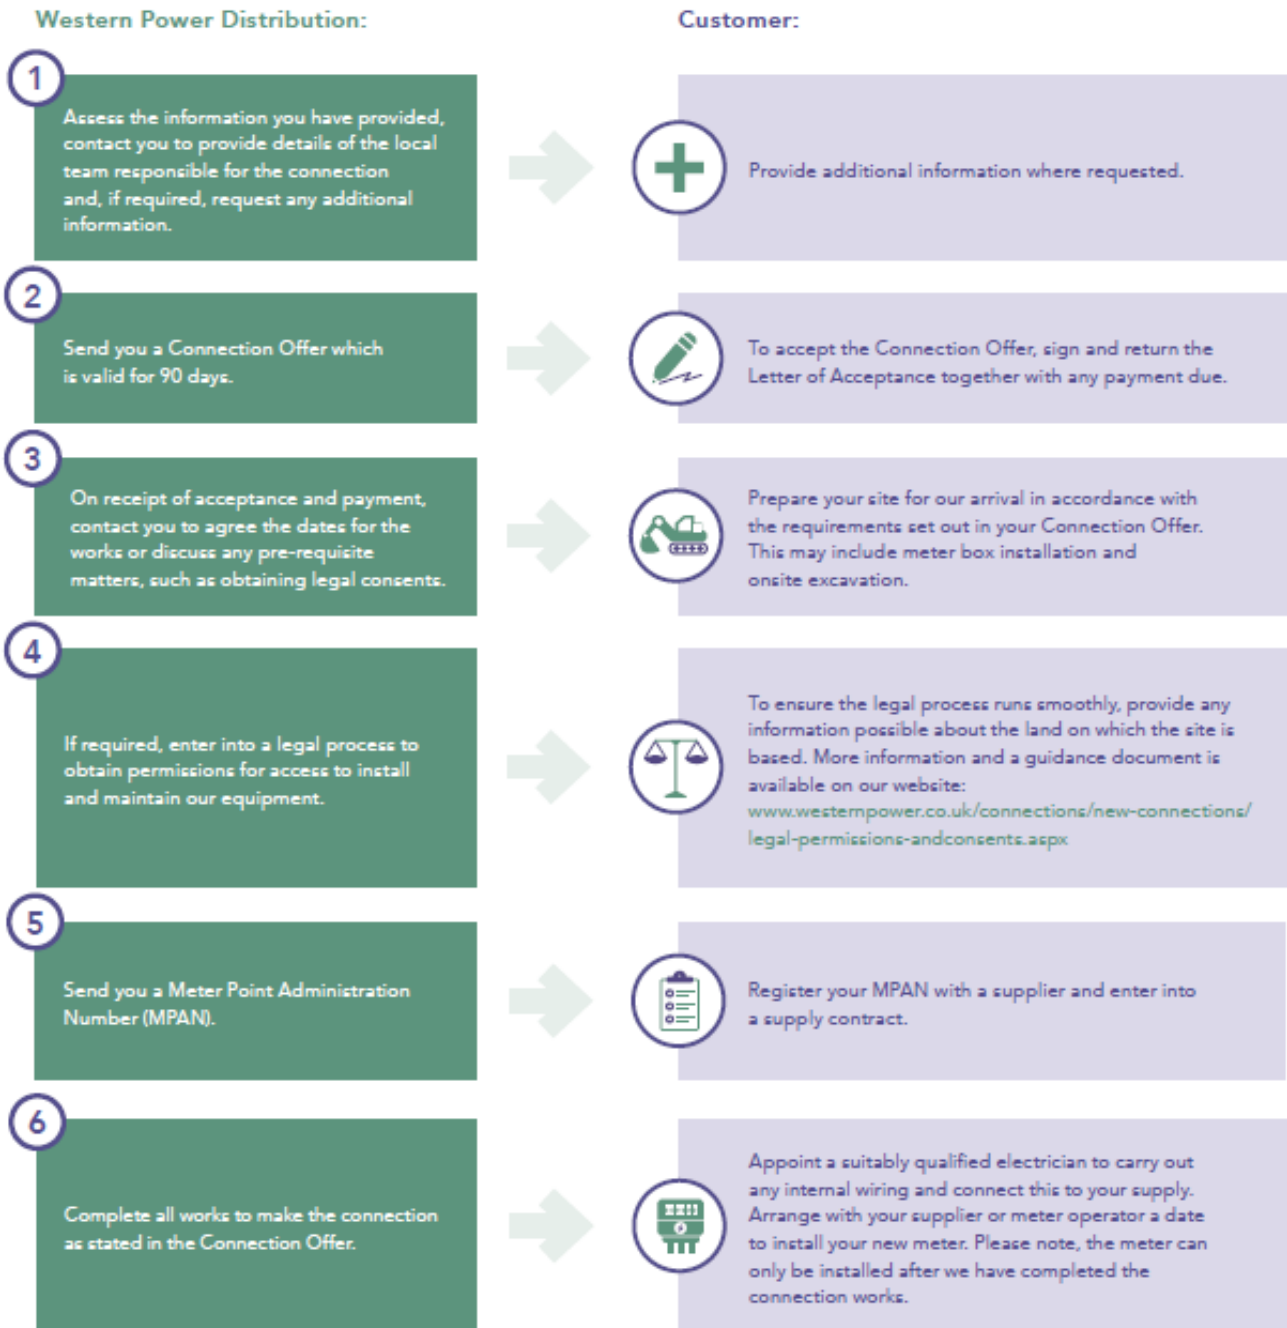 Western Power Distribution:
Customer:
1
Assess the information you have provided,
contact you to provide details of the local
team responsible for the connection
and, if required, request any additional
information.
Provide additional information where requested.
2
Send you a Connection Offer which
is valid for 90 days.
To accept the Connection Offer, sign and return the
Letter of Acceptance together with any payment due.
3
On receipt of acceptance and payment,
contact you to agree the dates for the
works or discuss any pre-requisite
matters, such as obtaining legal consents.
Prepare your site for our arrival in accordance with
the requirements set out in your Connection Offer.
This may include meter box installation and
onsite excavation.
4
If required, enter into a legal process to
obtain permissions for access to install
and maintain our equipment.
To ensure the legal process runs smoothly, provide any
information possible about the land on which the site is
based. More information and a guidance document is
available on our website:
www.westernpower.co.uk/connections/new-connections/
legal-permissions-andconsents.aspx
5
Send you a Meter Point Administration
Number (MPAN).
Register your MPAN with a supplier and enter into
a supply contract.
6
Complete all works to make the connection
as stated in the Connection Offer.
Appoint a suitably qualified electrician to carry out
any internal wiring and connect this to your supply.
Arrange with your supplier or meter operator a date
to install your new meter. Please note, the meter can
only be installed after we have completed the
connection works.